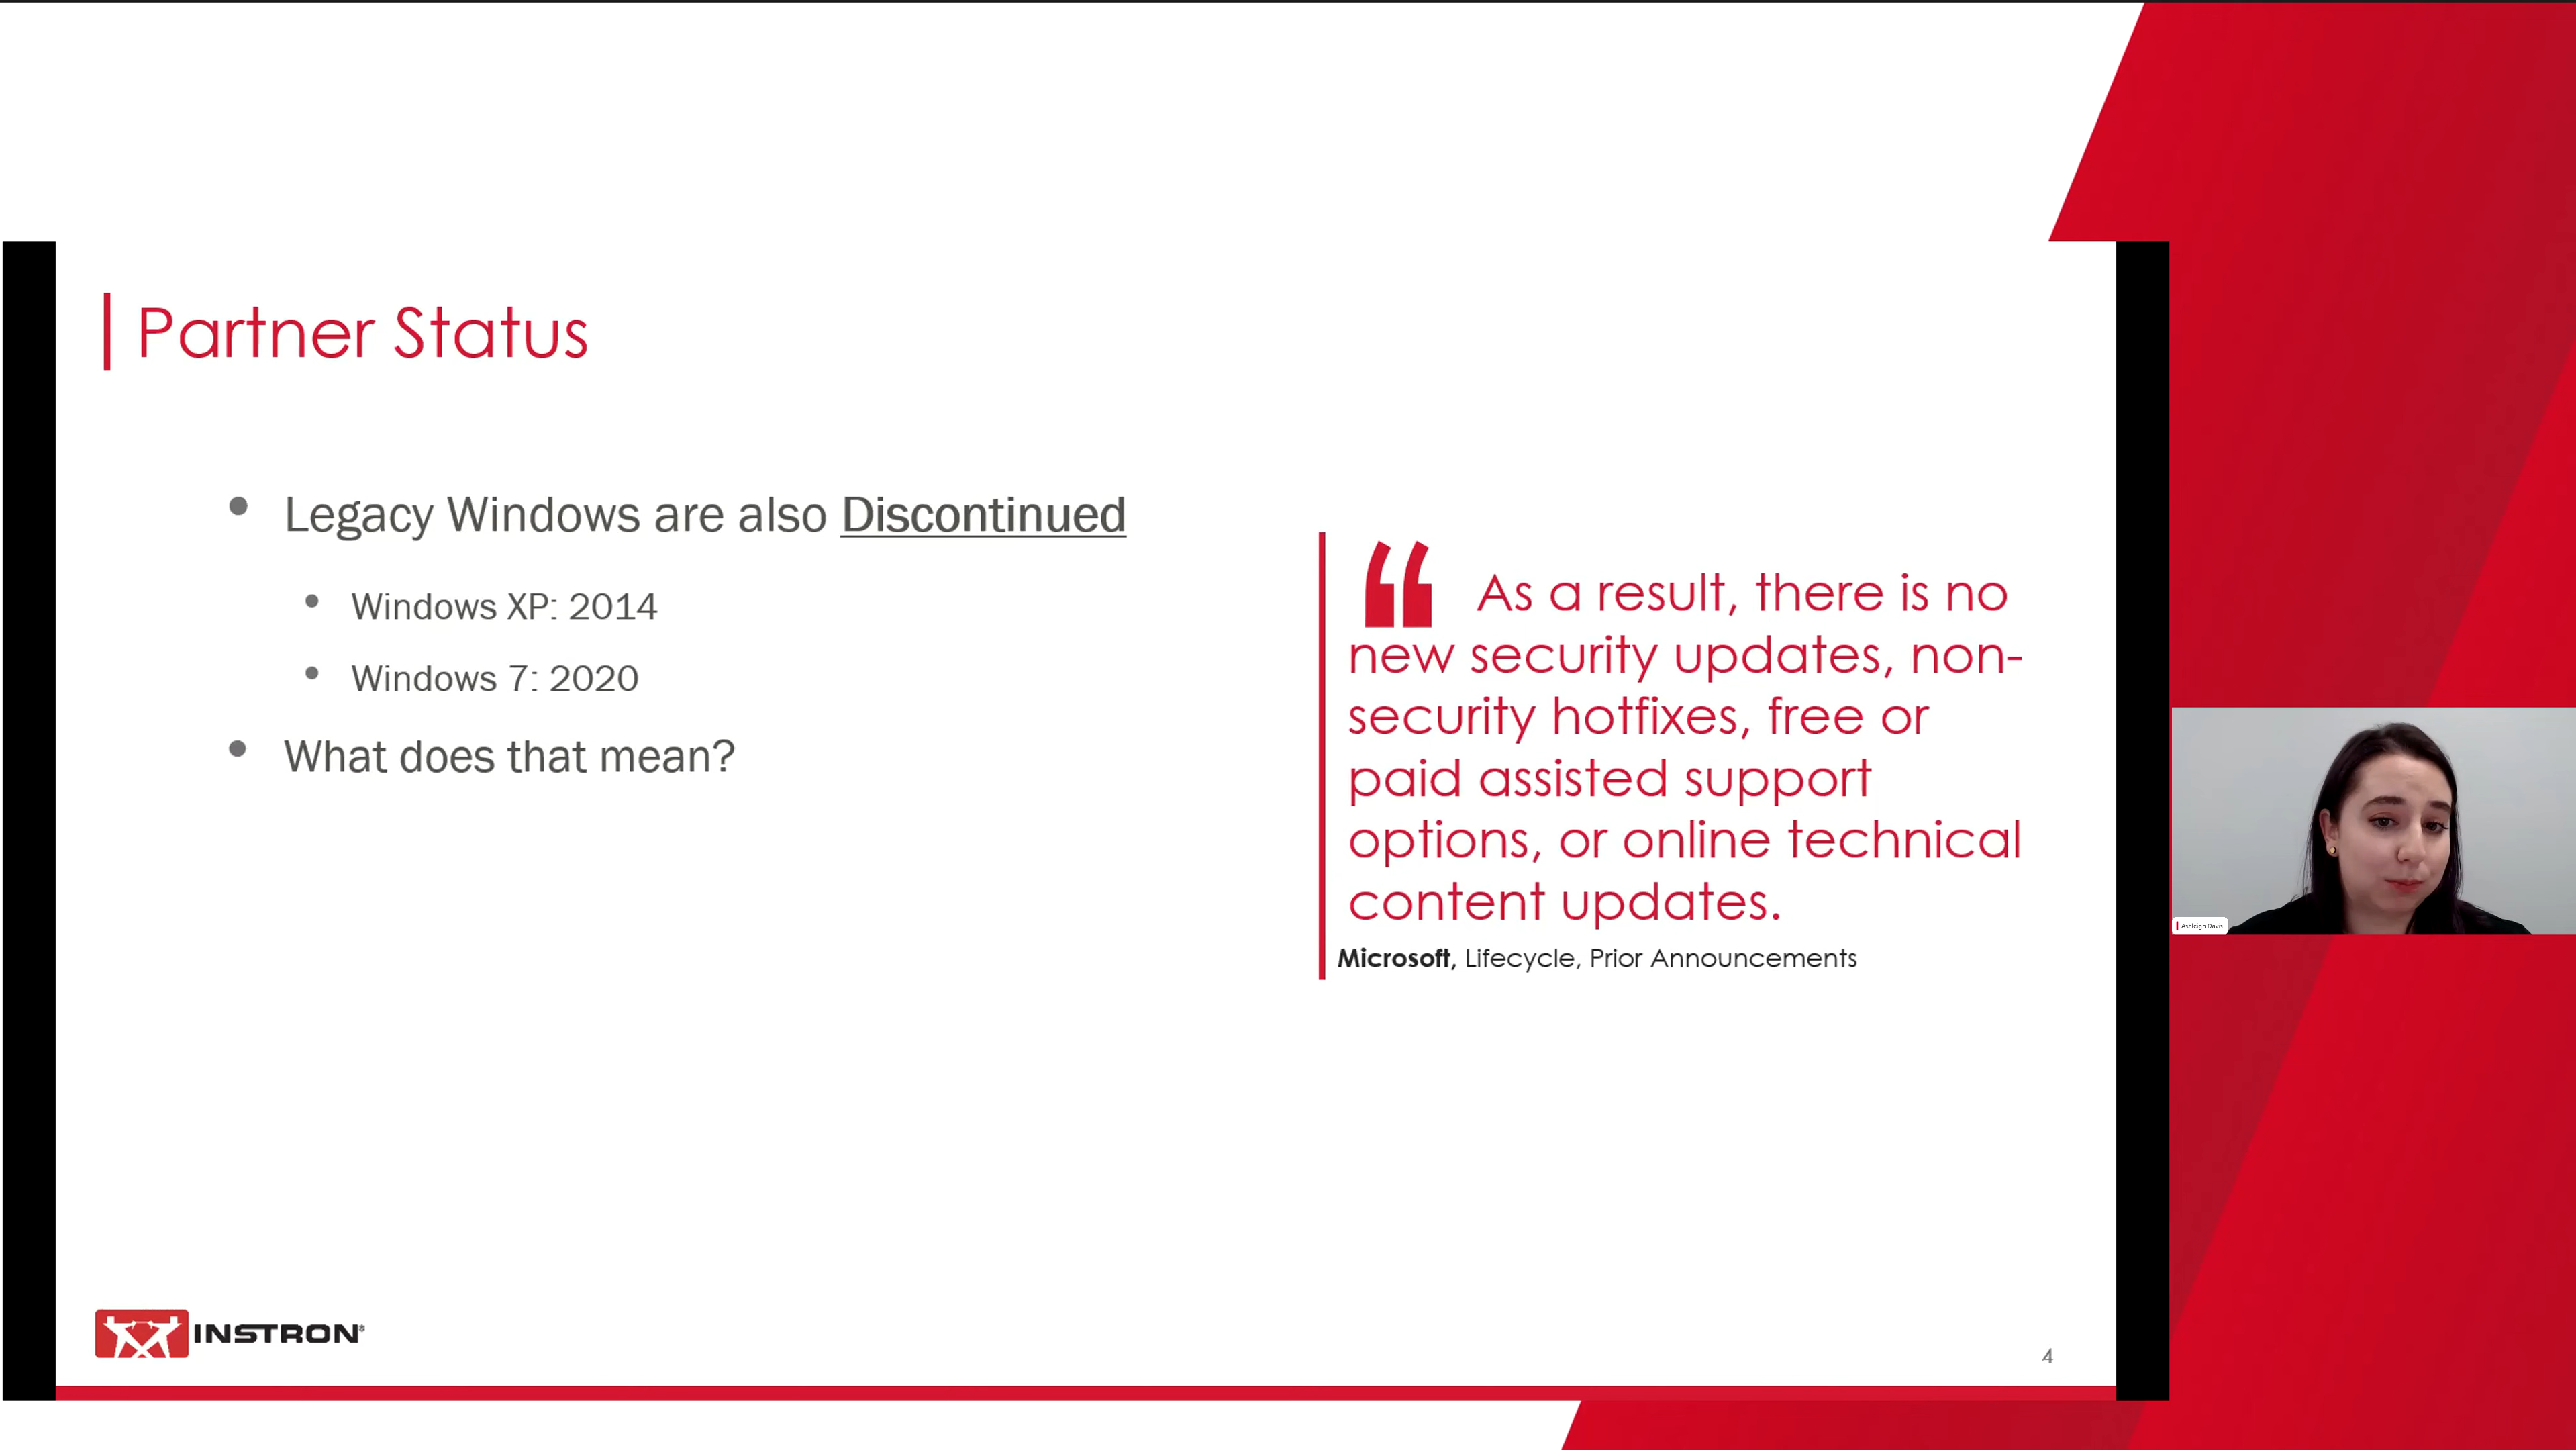 Partner Status
Legacy Windows are also Discontinued
Windows XP: 2014
Windows 7: 2020
What does that mean?
“ As a result, there is no
new security updates, non-
security hotfixes, free or
paid assisted support
options, or online technical
content updates.
Microsoft, Lifecycle, Prior Announcements
Ashleigh Davis
INSTRON®
4